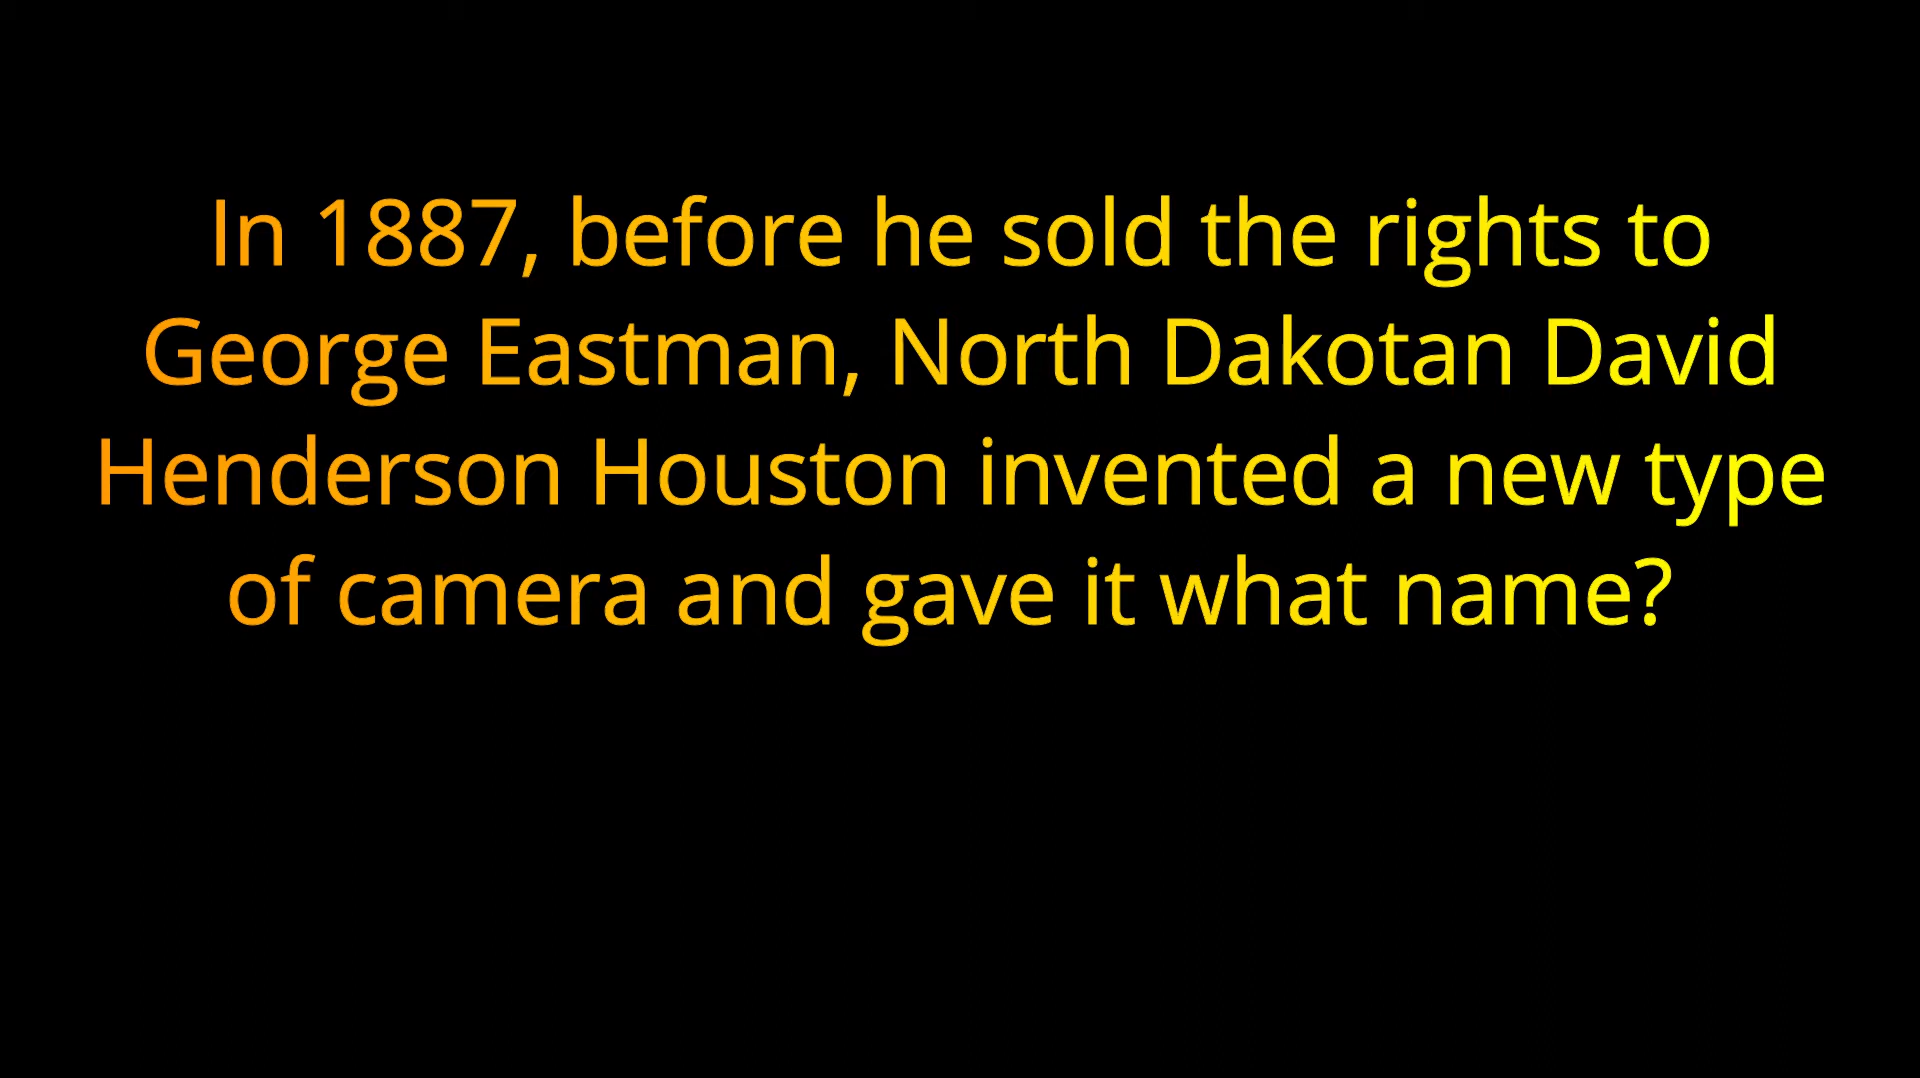 In 1887, before he sold the rights to
George Eastman, North Dakotan David
Henderson Houston invented a new type
of camera and gave it what name?